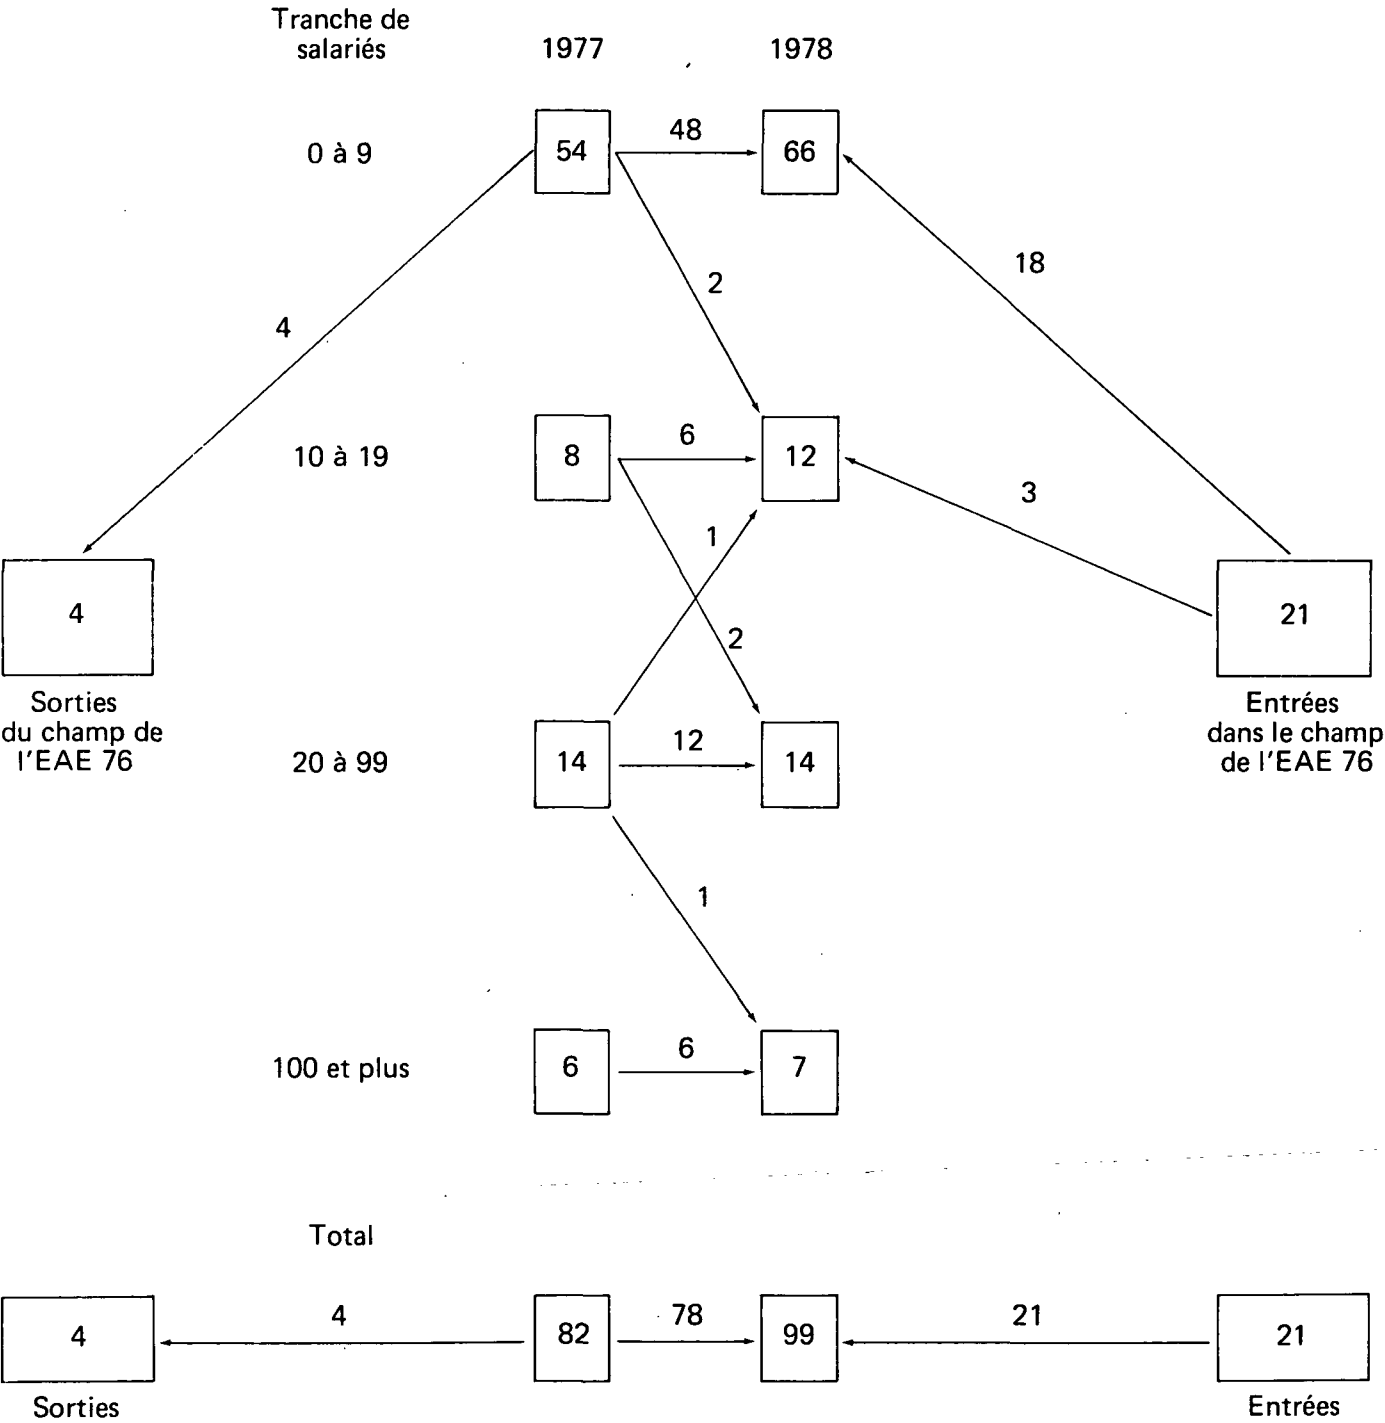 Tranche de
salariés
1977
1978
0 à 9
54
48
66
18
2
4
10 à 19
8
6
12
3
1
4
2
21
Sorties
du champ de
l'EAE 76
Entrées
dans le champ
de l'EAE 76
20 à 99
14
12
14
1
100 et plus
6
6
7
Total
4
4
82
78
99
21
21
Sorties
Entrées